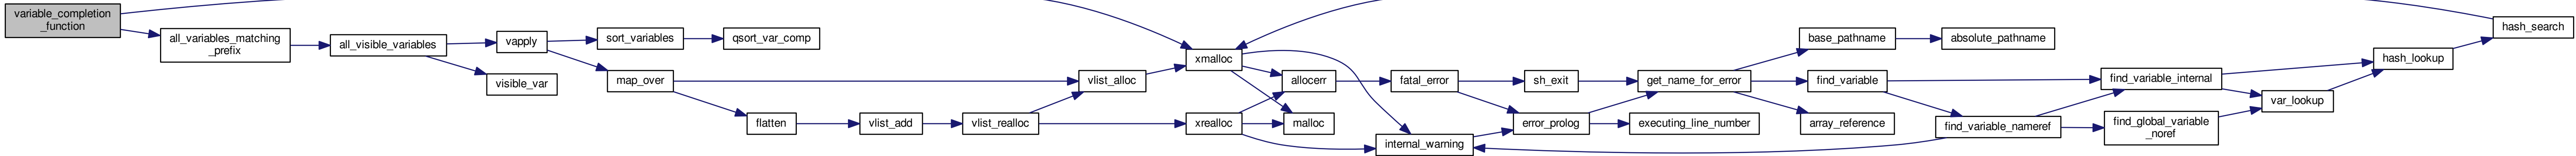 variable_completion
_function
all_variables_matching
_prefix
all_visible_variables
vapply
visible_var
sort_variables
map_over
qsort_var_comp
flatten
vlist_add
vlist_realloc
vlist_alloc
xmalloc
xrealloc
allocerr
malloc
internal_warning
fatal_error
sh_exit
error_prolog
get_name_for_error
executing_line_number
base_pathname
find_variable
array_reference
absolute_pathname
find_variable_nameref
find_variable_internal
find_global_variable
_noref
var_lookup
hash_lookup
hash_search